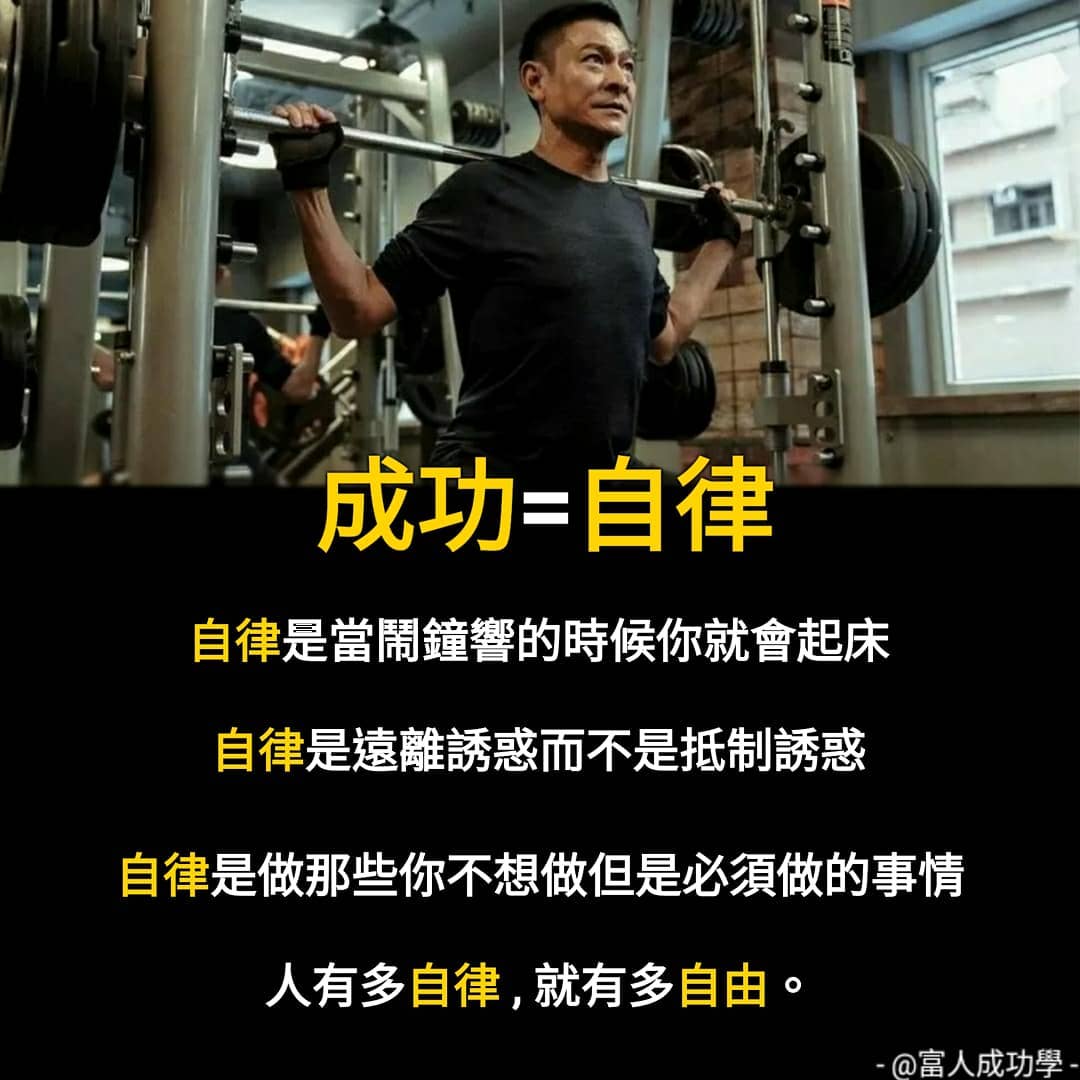 成功=自律
自律是當鬧鐘響的時候你就會起床
自律是遠離誘惑而不是抵制誘惑
自律是做那些你不想做但是必須做的事情
人有多自律，就有多自由。
- @富人成功學 -